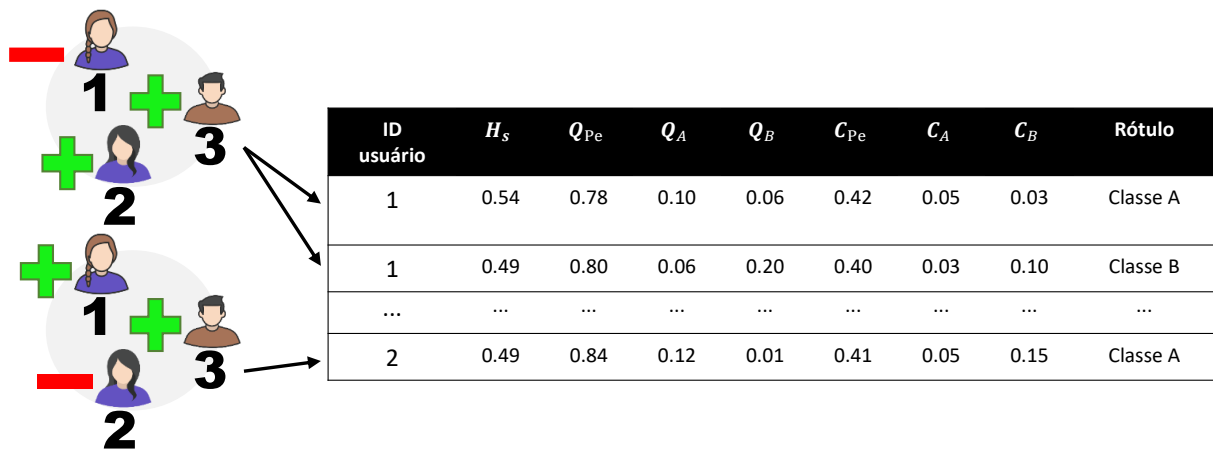 1
3
2
1
3
2
ID usuário H_s Q_Pe Q_A Q_B C_Pe C_A C_B Rótulo
1 0.54 0.78 0.10 0.06 0.42 0.05 0.03 Classe A
1 0.49 0.80 0.06 0.20 0.40 0.03 0.10 Classe B
... ... ... ... ... ... ... ... ...
2 0.49 0.84 0.12 0.01 0.41 0.05 0.15 Classe A